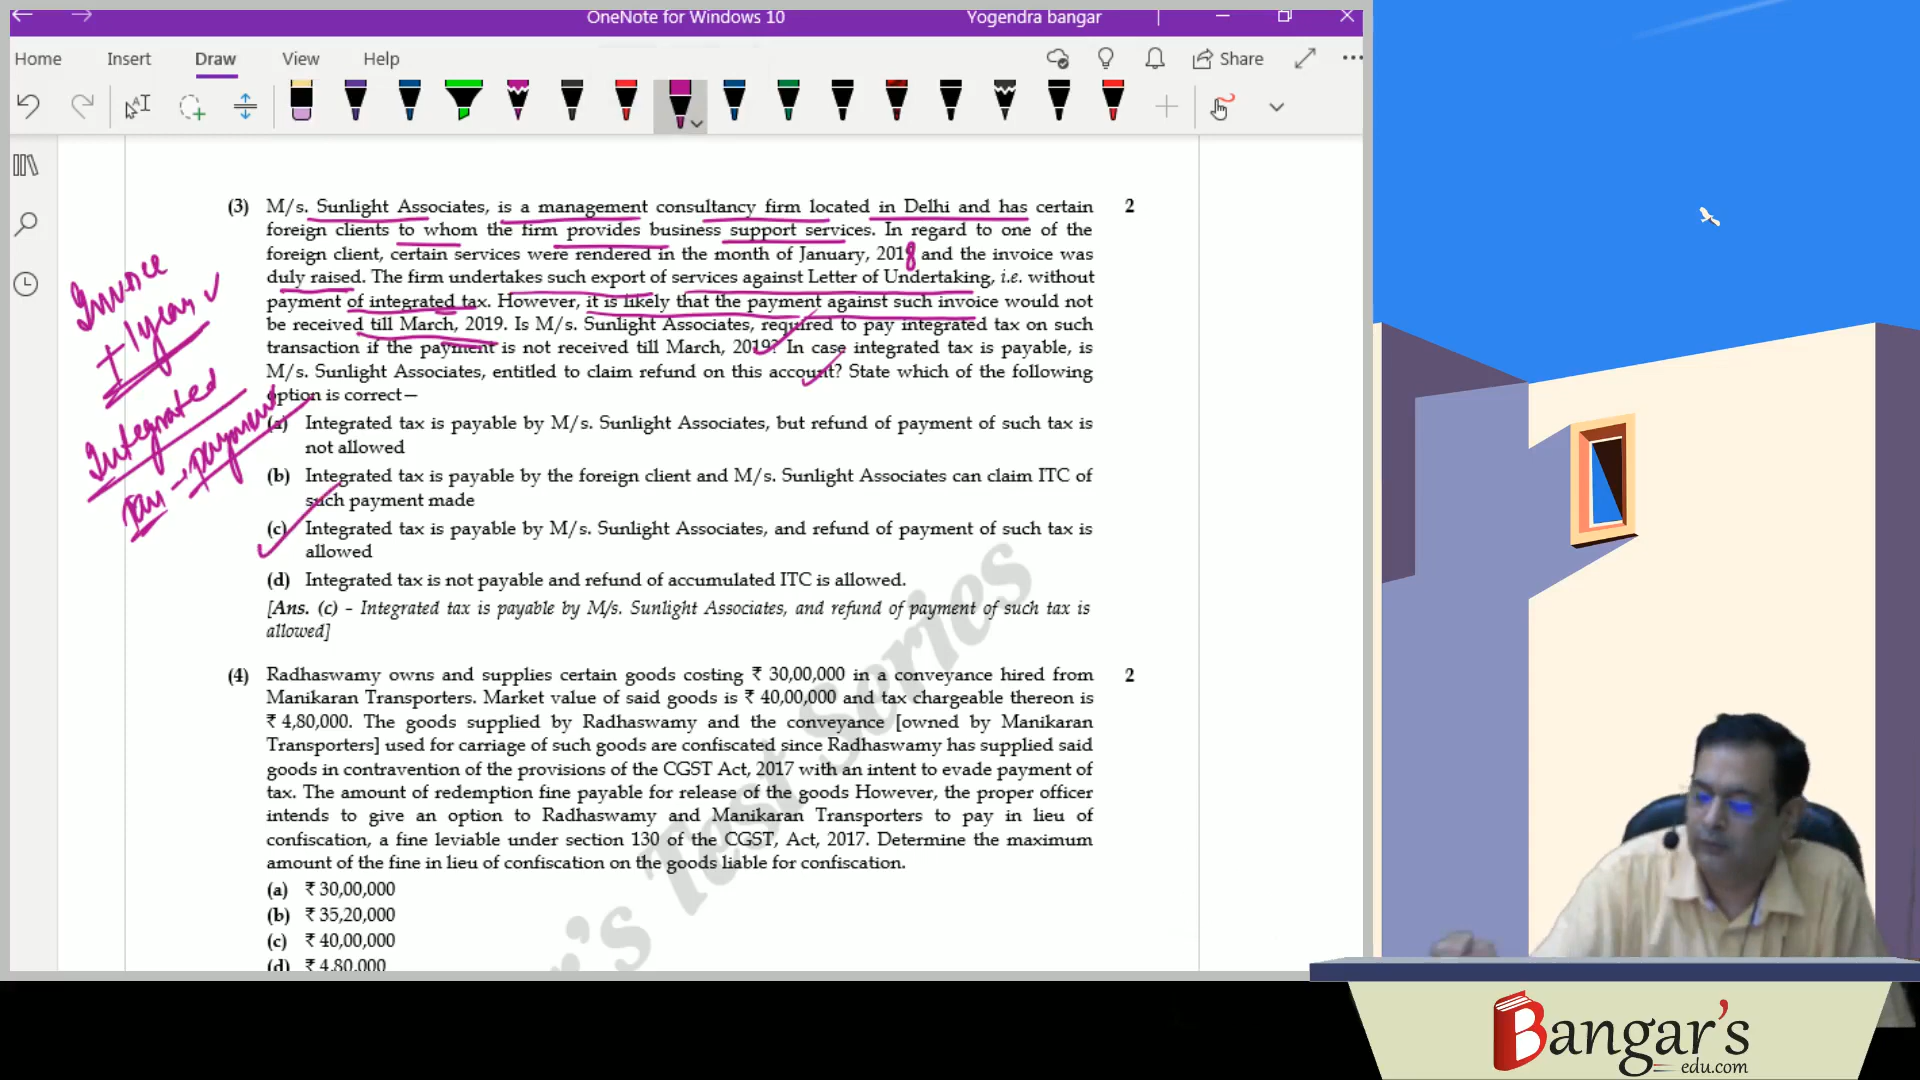 OneNote for Windows 10
Yogendra bangar
Home
Insert
Draw
View
Help
Share
(3) M/s. Sunlight Associates, is a management consultancy firm located in Delhi and has certain 2
foreign clients to whom the firm provides business support services. In regard to one of the
foreign client, certain services were rendered in the month of January, 2018 and the invoice was
duly raised. The firm undertakes such export of services against Letter of Undertaking, i.e. without
payment of integrated tax. However, it is likely that the payment against such invoice would not
be received till March, 2019. Is M/s. Sunlight Associates, required to pay integrated tax on such
transaction if the payment is not received till March, 2019? In case integrated tax is payable, is
M/s. Sunlight Associates, entitled to claim refund on this account? State which of the following
option is correct—
(a) Integrated tax is payable by M/s. Sunlight Associates, but refund of payment of such tax is
not allowed
(b) Integrated tax is payable by the foreign client and M/s. Sunlight Associates can claim ITC of
such payment made
(c) Integrated tax is payable by M/s. Sunlight Associates, and refund of payment of such tax is
allowed
(d) Integrated tax is not payable and refund of accumulated ITC is allowed.
[Ans. (c) - Integrated tax is payable by M/s. Sunlight Associates, and refund of payment of such tax is
allowed]
Invoice
+ 1 year
Integrated
tax → payment
(4) Radhaswamy owns and supplies certain goods costing ₹ 30,00,000 in a conveyance hired from 2
Manikaran Transporters. Market value of said goods is ₹ 40,00,000 and tax chargeable thereon is
₹ 4,80,000. The goods supplied by Radhaswamy and the conveyance [owned by Manikaran
Transporters] used for carriage of such goods are confiscated since Radhaswamy has supplied said
goods in contravention of the provisions of the CGST Act, 2017 with an intent to evade payment of
tax. The amount of redemption fine payable for release of the goods However, the proper officer
intends to give an option to Radhaswamy and Manikaran Transporters to pay in lieu of
confiscation, a fine leviable under section 130 of the CGST, Act, 2017. Determine the maximum
amount of the fine in lieu of confiscation on the goods liable for confiscation.
(a) ₹ 30,00,000
(b) ₹ 35,20,000
(c) ₹ 40,00,000
(d) ₹ 4,80,000
's Test Series
Bangar's
edu.com